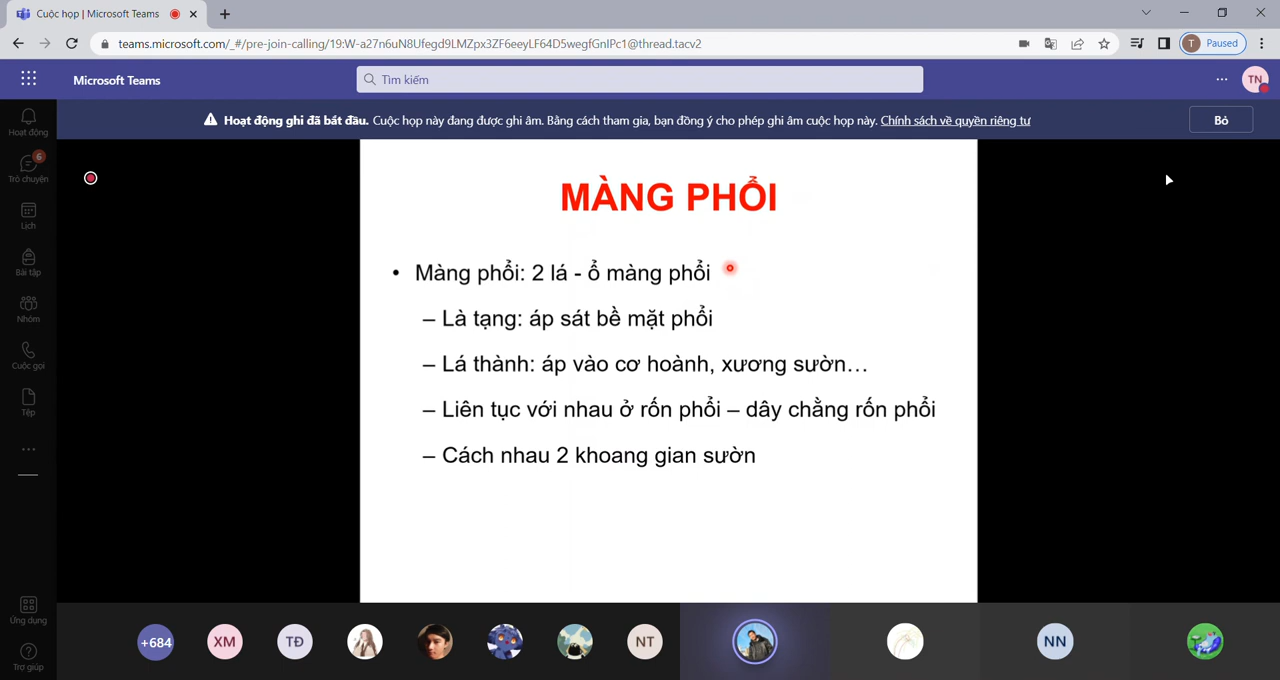 Cuộc họp | Microsoft Teams
teams.microsoft.com/_#/pre-join-calling/19:W-a27n6uN8Ufegd9LMZpx3ZF6eeyLF64D5wegfGnlPc1@thread.tacv2
T Paused
Microsoft Teams
Tìm kiếm
TN
Hoạt động ghi đã bắt đầu. Cuộc họp này đang được ghi âm. Bằng cách tham gia, bạn đồng ý cho phép ghi âm cuộc họp này. Chính sách về quyền riêng tư
Bỏ
Hoạt động
6
Trò chuyện
Lịch
Bài tập
Nhóm
Cuộc gọi
Tệp
Ứng dụng
Trợ giúp
MÀNG PHỔI
• Màng phổi: 2 lá - ổ màng phổi
– Là tạng: áp sát bề mặt phổi
– Lá thành: áp vào cơ hoành, xương sườn…
– Liên tục với nhau ở rốn phổi – dây chằng rốn phổi
– Cách nhau 2 khoang gian sườn
+684
XM
TĐ
NT
NN